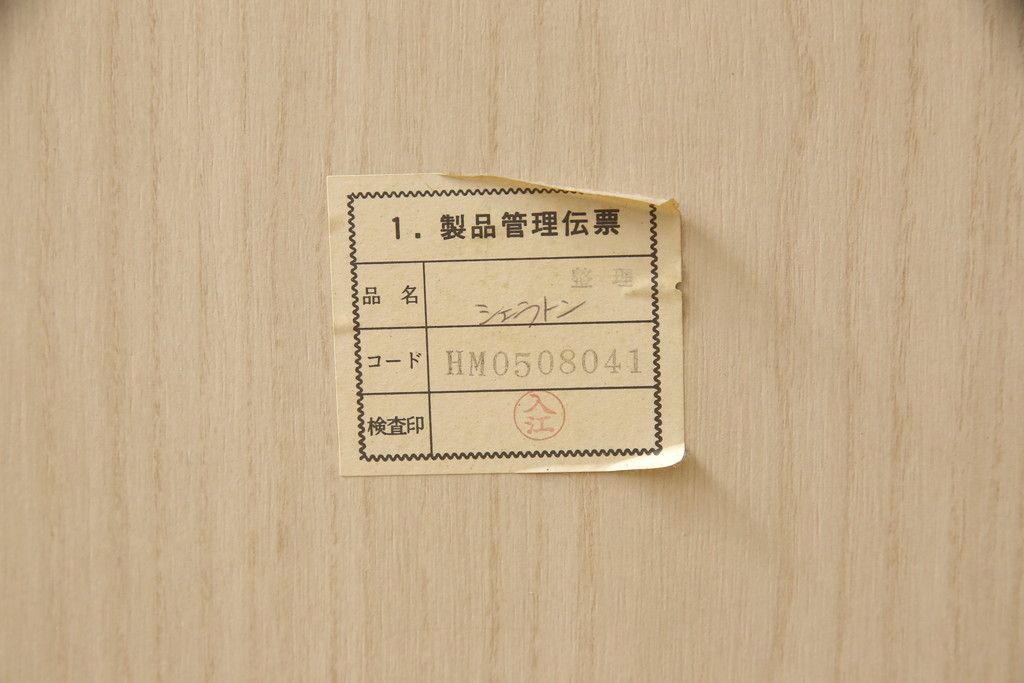 1. 製品管理伝票
整理
品名 シェラトン
コード HM0508041
検査印 入江